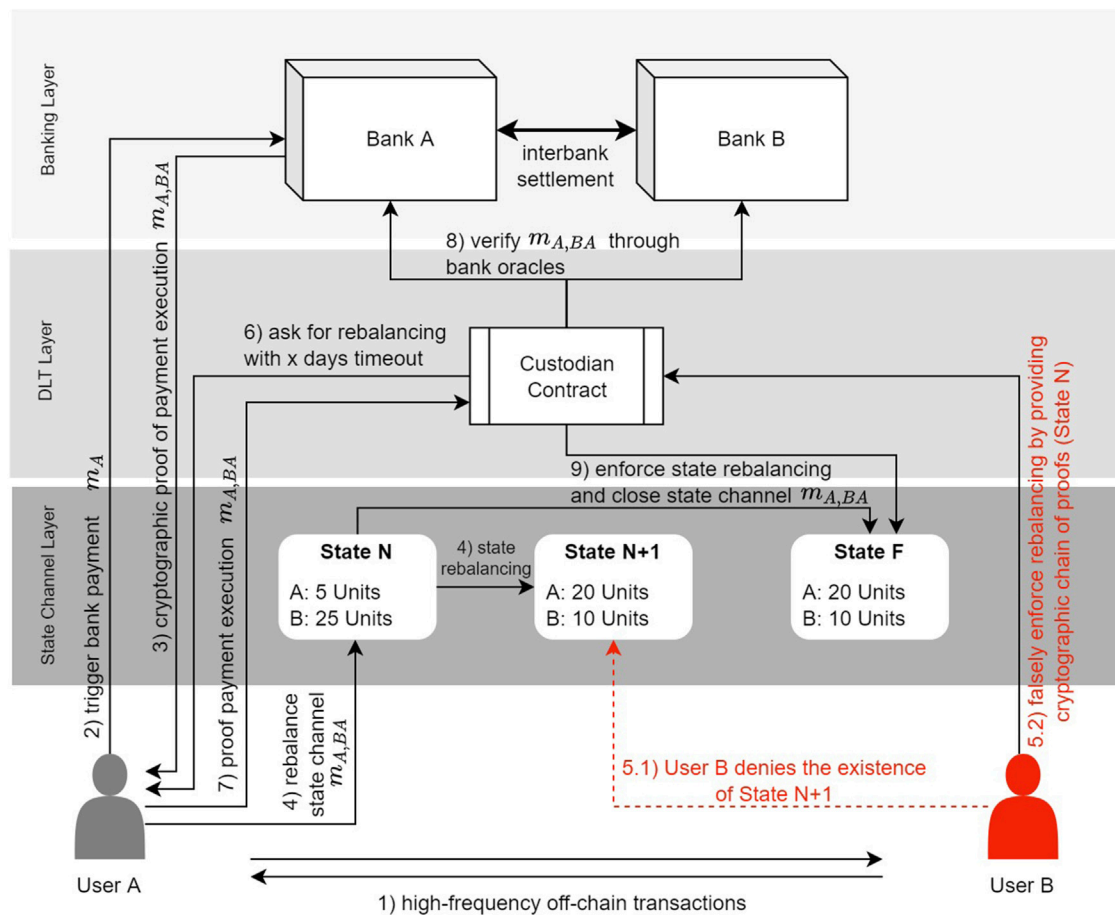 Banking Layer
Bank A
Bank B
interbank
settlement
8) verify m_{A,BA} through
bank oracles
DLT Layer
6) ask for rebalancing
with x days timeout
Custodian
Contract
9) enforce state rebalancing
and close state channel m_{A,BA}
State Channel Layer
State N
A: 5 Units
B: 25 Units
4) state
rebalancing
State N+1
A: 20 Units
B: 10 Units
State F
A: 20 Units
B: 10 Units
2) trigger bank payment m_A
3) cryptographic proof of payment execution m_{A,BA}
7) proof payment execution m_{A,BA}
4) rebalance
state channel
m_{A,BA}
5.1) User B denies the existence
of State N+1
5.2) falsely enforce rebalancing by providing
cryptographic chain of proofs (State N)
User A
User B
1) high-frequency off-chain transactions